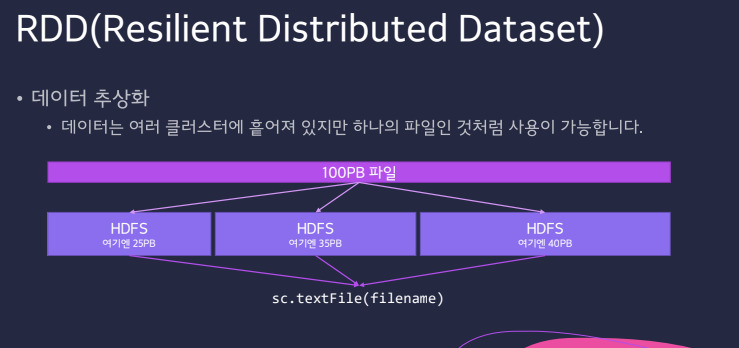 RDD(Resilient Distributed Dataset)
• 데이터 추상화
• 데이터는 여러 클러스터에 흩어져 있지만 하나의 파일인 것처럼 사용이 가능합니다.
100PB 파일
HDFS
여기엔 25PB
HDFS
여기엔 35PB
HDFS
여기엔 40PB
sc.textFile(filename)